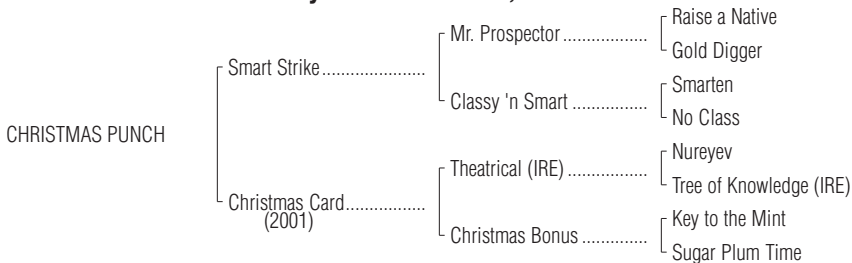 Raise a Native
Mr. Prospector ...................
Gold Digger
Smart Strike.......................
Smarten
Classy 'n Smart .................
No Class
CHRISTMAS PUNCH
Nureyev
Theatrical (IRE) ..................
Tree of Knowledge (IRE)
Christmas Card..................
(2001)
Key to the Mint
Christmas Bonus ...............
Sugar Plum Time